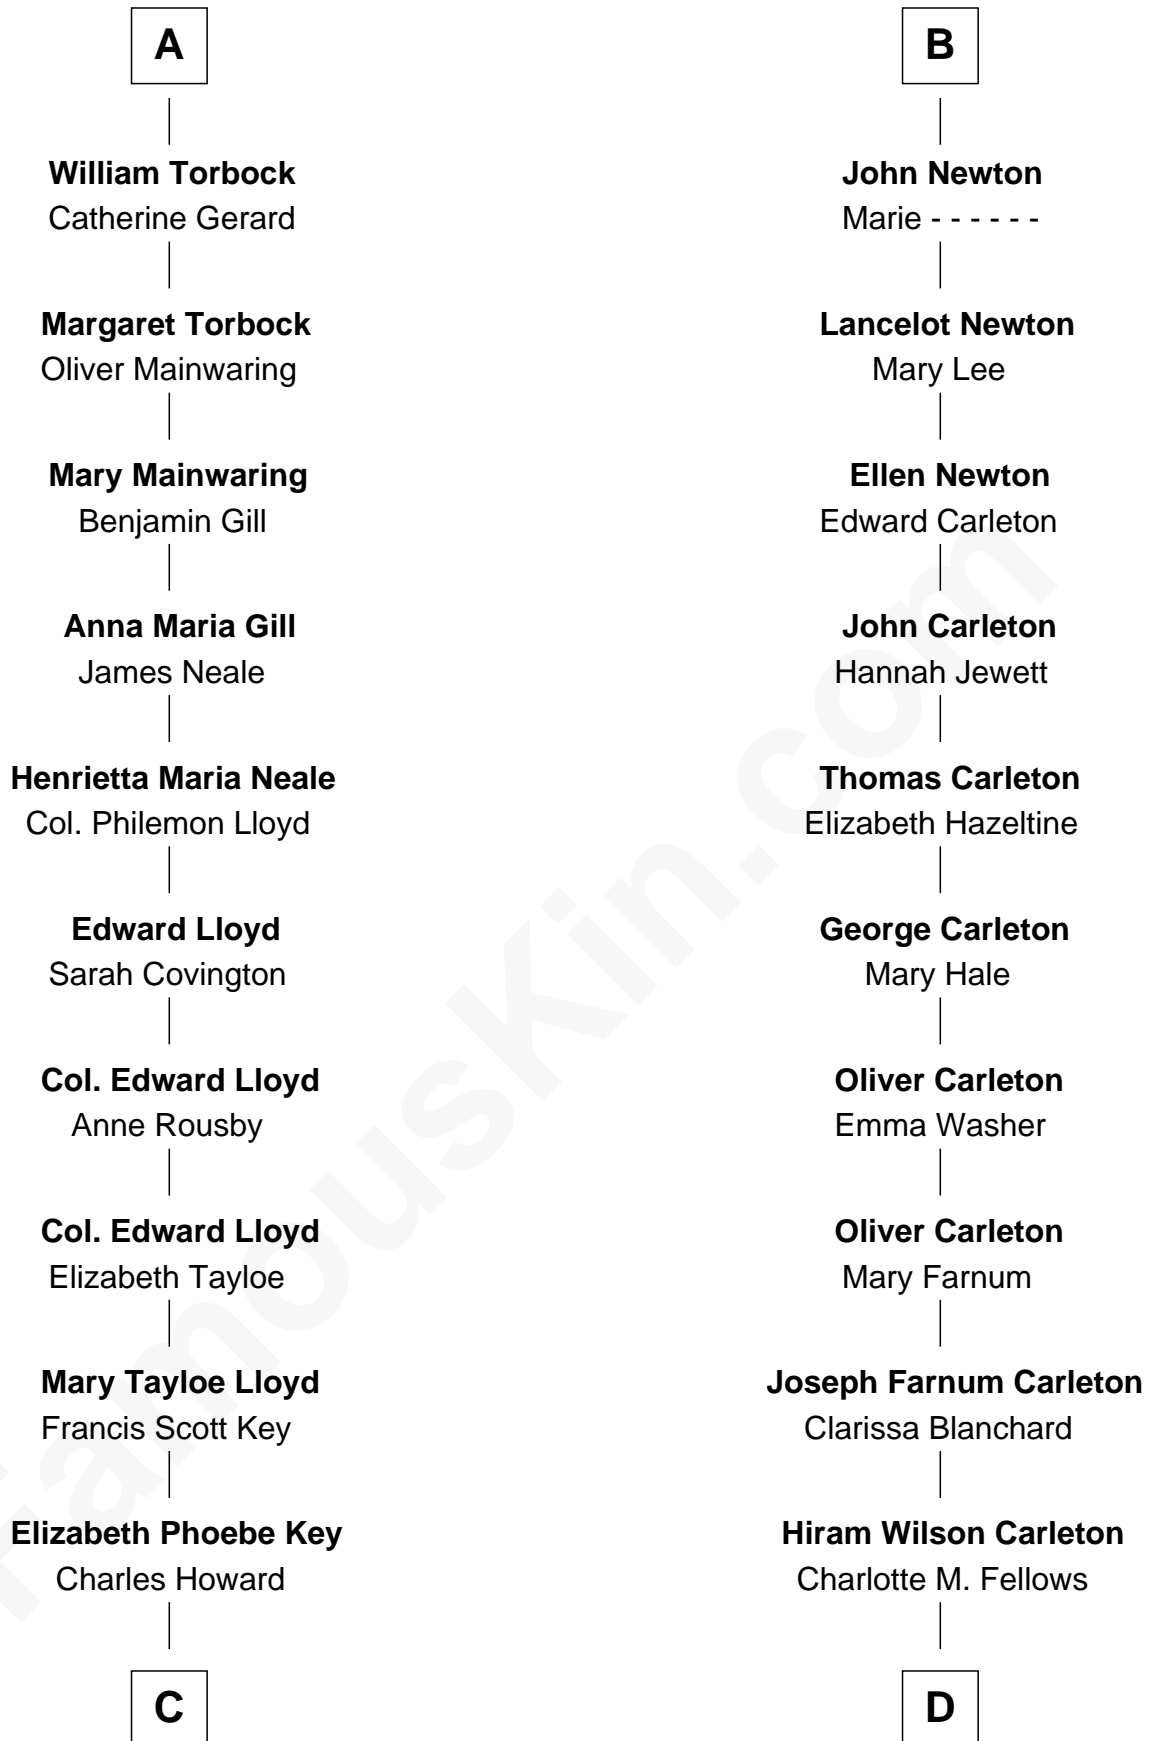 A
William Torbock
Catherine Gerard
Margaret Torbock
Oliver Mainwaring
Mary Mainwaring
Benjamin Gill
Anna Maria Gill
James Neale
Henrietta Maria Neale
Col. Philemon Lloyd
Edward Lloyd
Sarah Covington
Col. Edward Lloyd
Anne Rousby
Col. Edward Lloyd
Elizabeth Tayloe
Mary Tayloe Lloyd
Francis Scott Key
Elizabeth Phoebe Key
Charles Howard
C
B
John Newton
Marie - - - - - -
Lancelot Newton
Mary Lee
Ellen Newton
Edward Carleton
John Carleton
Hannah Jewett
Thomas Carleton
Elizabeth Hazeltine
George Carleton
Mary Hale
Oliver Carleton
Emma Washer
Oliver Carleton
Mary Farnum
Joseph Farnum Carleton
Clarissa Blanchard
Hiram Wilson Carleton
Charlotte M. Fellows
D
FamousKin.com